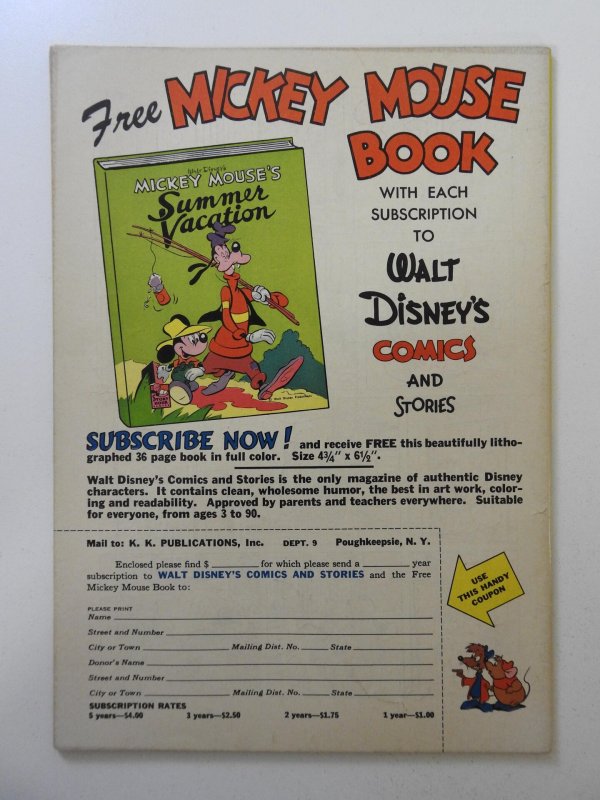 Free MICKEY MOUSE
BOOK
WITH EACH
SUBSCRIPTION
TO
WALT
DISNEY'S
COMICS
AND
STORIES
Walt Disney's
MICKEY MOUSE'S
Summer
Vacation
STORY
HOUR
SUBSCRIBE NOW! and receive FREE this beautifully litho-
graphed 36 page book in full color. Size 4¾" x 6½".
Walt Disney's Comics and Stories is the only magazine of authentic Disney
characters. It contains clean, wholesome humor, the best in art work, color-
ing and readability. Approved by parents and teachers everywhere. Suitable
for everyone, from ages 3 to 90.
Mail to: K. K. PUBLICATIONS, Inc. DEPT. 9 Poughkeepsie, N. Y.
Enclosed please find $ ________ for which please send a ________ year
subscription to WALT DISNEY'S COMICS AND STORIES and the Free
Mickey Mouse Book to:
PLEASE PRINT
Name
Street and Number
City or Town Mailing Dist. No. State
Donor's Name
Street and Number
City or Town Mailing Dist. No. State
SUBSCRIPTION RATES
5 years—$4.00 3 years—$2.50 2 years—$1.75 1 year—$1.00
USE
THIS HANDY
COUPON